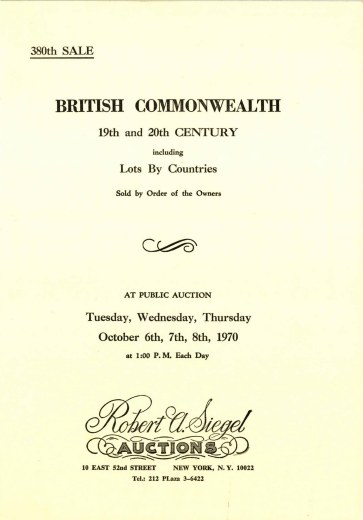 380th SALE
BRITISH COMMONWEALTH
19th and 20th CENTURY
including
Lots By Countries
Sold by Order of the Owners
AT PUBLIC AUCTION
Tuesday, Wednesday, Thursday
October 6th, 7th, 8th, 1970
at 1:00 P. M. Each Day
Robert A. Siegel
AUCTIONS
10 EAST 52nd STREET NEW YORK, N. Y. 10022
Tel.: 212 PLaza 3-6422